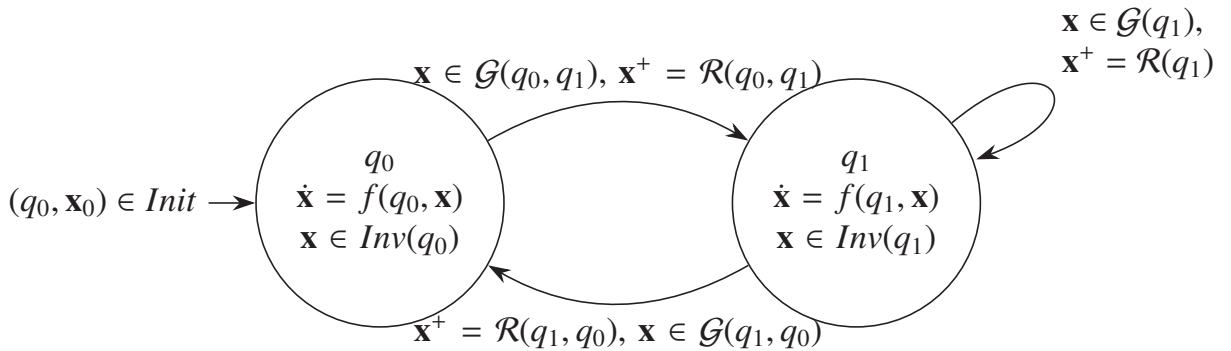 𝐱 ∈ 𝒢(q₁),
𝐱⁺ = ℛ(q₁)
𝐱 ∈ 𝒢(q₀, q₁), 𝐱⁺ = ℛ(q₀, q₁)
q₀
𝐱̇ = f(q₀, 𝐱)
𝐱 ∈ Inv(q₀)
q₁
𝐱̇ = f(q₁, 𝐱)
𝐱 ∈ Inv(q₁)
(q₀, 𝐱₀) ∈ Init
𝐱⁺ = ℛ(q₁, q₀), 𝐱 ∈ 𝒢(q₁, q₀)